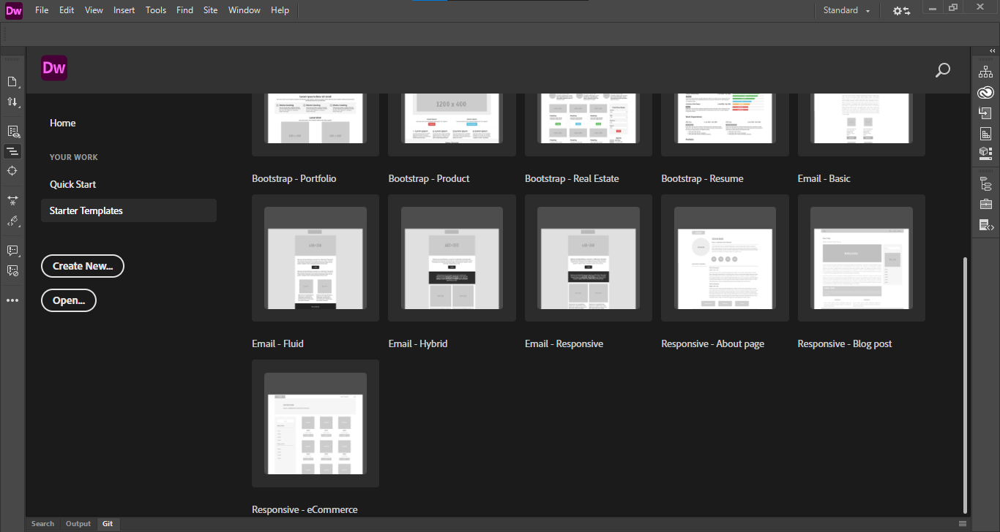 Dw File Edit View Insert Tools Find Site Window Help Standard
Dw
Home
YOUR WORK
Quick Start
Starter Templates
Create New...
Open...
1200 x 400
Bootstrap - Portfolio Bootstrap - Product Bootstrap - Real Estate Bootstrap - Resume Email - Basic
Email - Fluid Email - Hybrid Email - Responsive Responsive - About page Responsive - Blog post
Responsive - eCommerce
Search Output Git